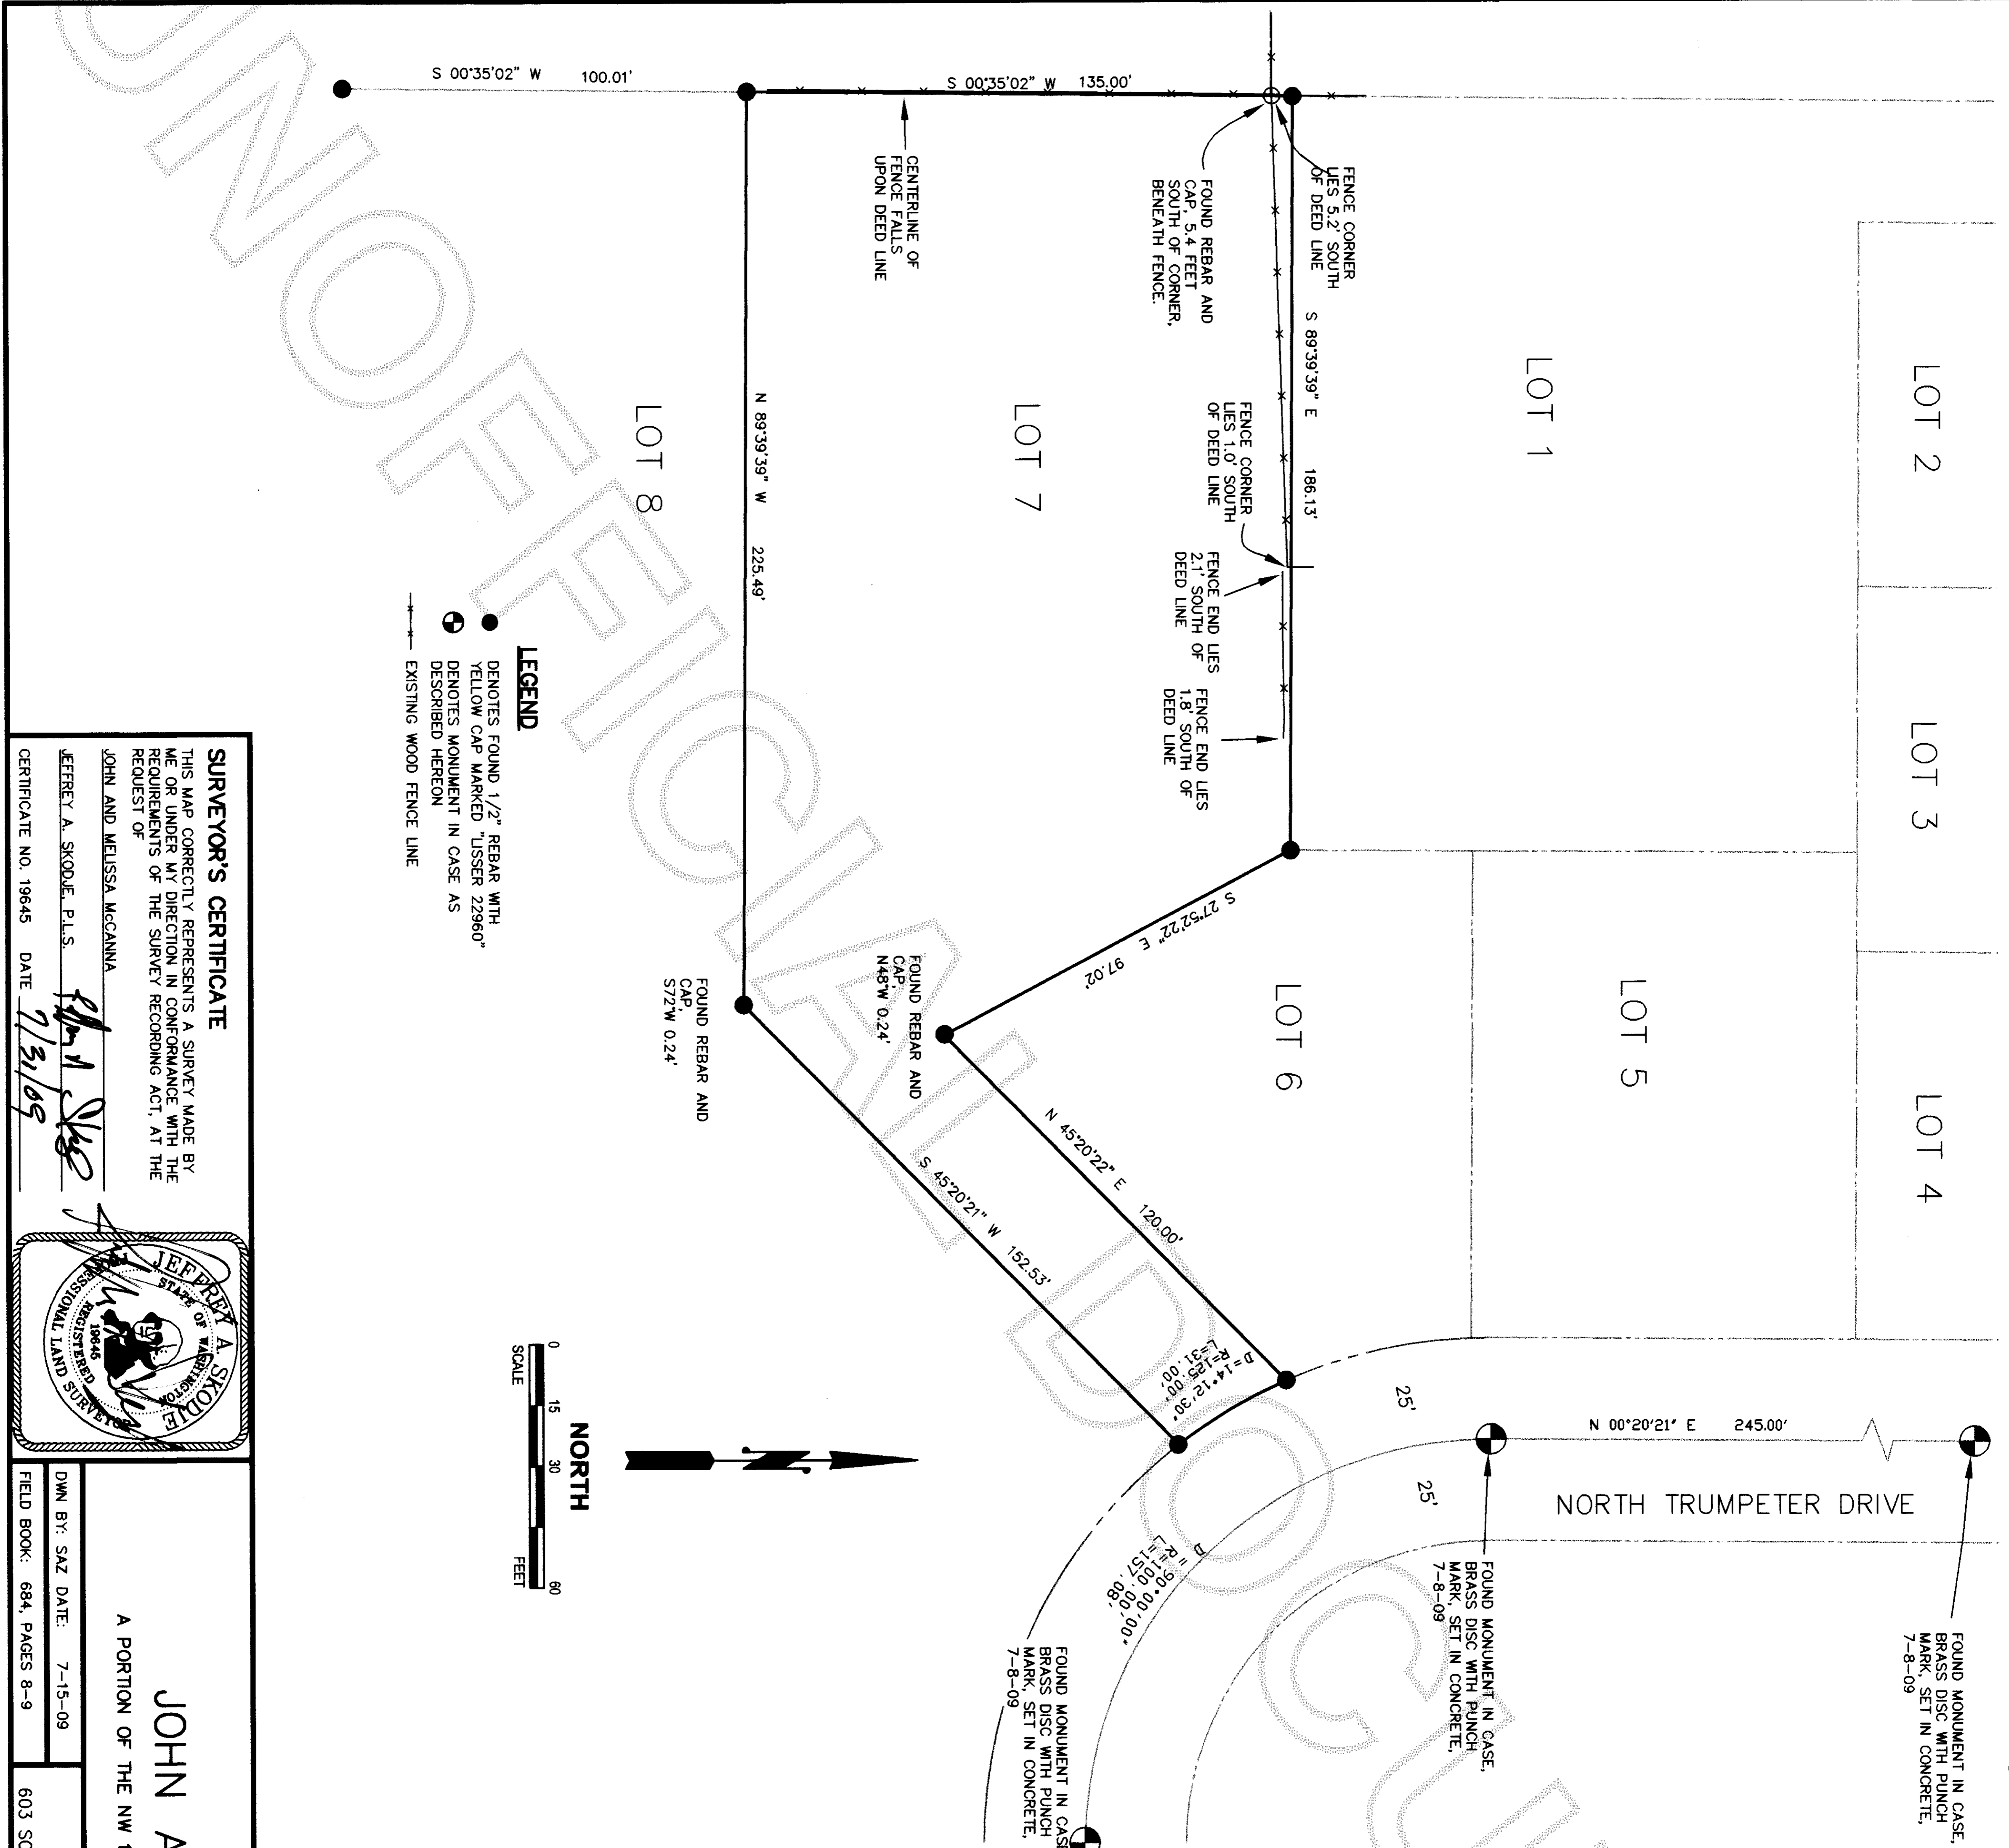 UNOFFICIAL DOCU
LOT 2
LOT 3
LOT 4
LOT 1
LOT 5
LOT 6
LOT 7
LOT 8
S 00°35'02" W 100.01'
S 00°35'02" W 135.00'
FENCE CORNER
LIES 5.2' SOUTH
OF DEED LINE
FOUND REBAR AND
CAP, 5.4 FEET
SOUTH OF CORNER,
BENEATH FENCE.
CENTERLINE OF
FENCE FALLS
UPON DEED LINE
S 89°39'39" E 186.13'
FENCE CORNER
LIES 1.0' SOUTH
OF DEED LINE
FENCE END LIES
2.1' SOUTH OF
DEED LINE
FENCE END LIES
1.8' SOUTH OF
DEED LINE
N 89°39'39" W 225.49'
S 27°52'22" E 97.02'
FOUND REBAR AND
CAP,
N48°W 0.24'
FOUND REBAR AND
CAP,
S72°W 0.24'
N 45°20'22" E 120.00'
S 45°20'21" W 152.53'
D=14°12'30"
R=125.00'
L=31.00'
25'
25'
N 00°20'21" E 245.00'
NORTH TRUMPETER DRIVE
D = 90°00'00"
R=100.00'
L=157.08'
FOUND MONUMENT IN CASE,
BRASS DISC WITH PUNCH
MARK, SET IN CONCRETE,
7-8-09
FOUND MONUMENT IN CASE,
BRASS DISC WITH PUNCH
MARK, SET IN CONCRETE,
7-8-09
FOUND MONUMENT IN CASE
BRASS DISC WITH PUNCH
MARK, SET IN CONCRETE,
7-8-09
LEGEND
DENOTES FOUND 1/2" REBAR WITH
YELLOW CAP MARKED "LISSER 22960"
DENOTES MONUMENT IN CASE AS
DESCRIBED HEREON
EXISTING WOOD FENCE LINE
NORTH
0 15 30 60
SCALE FEET
SURVEYOR'S CERTIFICATE
THIS MAP CORRECTLY REPRESENTS A SURVEY MADE BY
ME OR UNDER MY DIRECTION IN CONFORMANCE WITH THE
REQUIREMENTS OF THE SURVEY RECORDING ACT, AT THE
REQUEST OF
JOHN AND MELISSA McCANNA
JEFFREY A. SKODJE, P.L.S.
CERTIFICATE NO. 19645 DATE 7/31/09
JEFFREY A. SKODJE
STATE OF WASHINGTON
19645
REGISTERED
PROFESSIONAL LAND SURVEYOR
JOHN A
A PORTION OF THE NW 1
DWN BY: SAZ DATE: 7-15-09
FIELD BOOK: 684, PAGES 8-9
603 SO